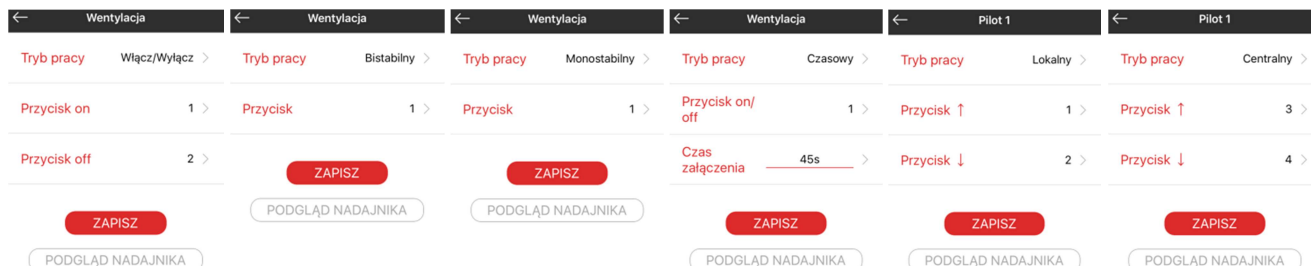 ← Wentylacja
Tryb pracy Włącz/Wyłącz >
Przycisk on 1 >
Przycisk off 2 >
ZAPISZ
PODGLĄD NADAJNIKA
← Wentylacja
Tryb pracy Bistabilny >
Przycisk 1 >
ZAPISZ
PODGLĄD NADAJNIKA
← Wentylacja
Tryb pracy Monostabilny >
Przycisk 1 >
ZAPISZ
PODGLĄD NADAJNIKA
← Wentylacja
Tryb pracy Czasowy >
Przycisk on/
off 1 >
Czas
załączenia 45s >
ZAPISZ
PODGLĄD NADAJNIKA
← Pilot 1
Tryb pracy Lokalny >
Przycisk ↑ 1 >
Przycisk ↓ 2 >
ZAPISZ
PODGLĄD NADAJNIKA
← Pilot 1
Tryb pracy Centralny >
Przycisk ↑ 3 >
Przycisk ↓ 4 >
ZAPISZ
PODGLĄD NADAJNIKA